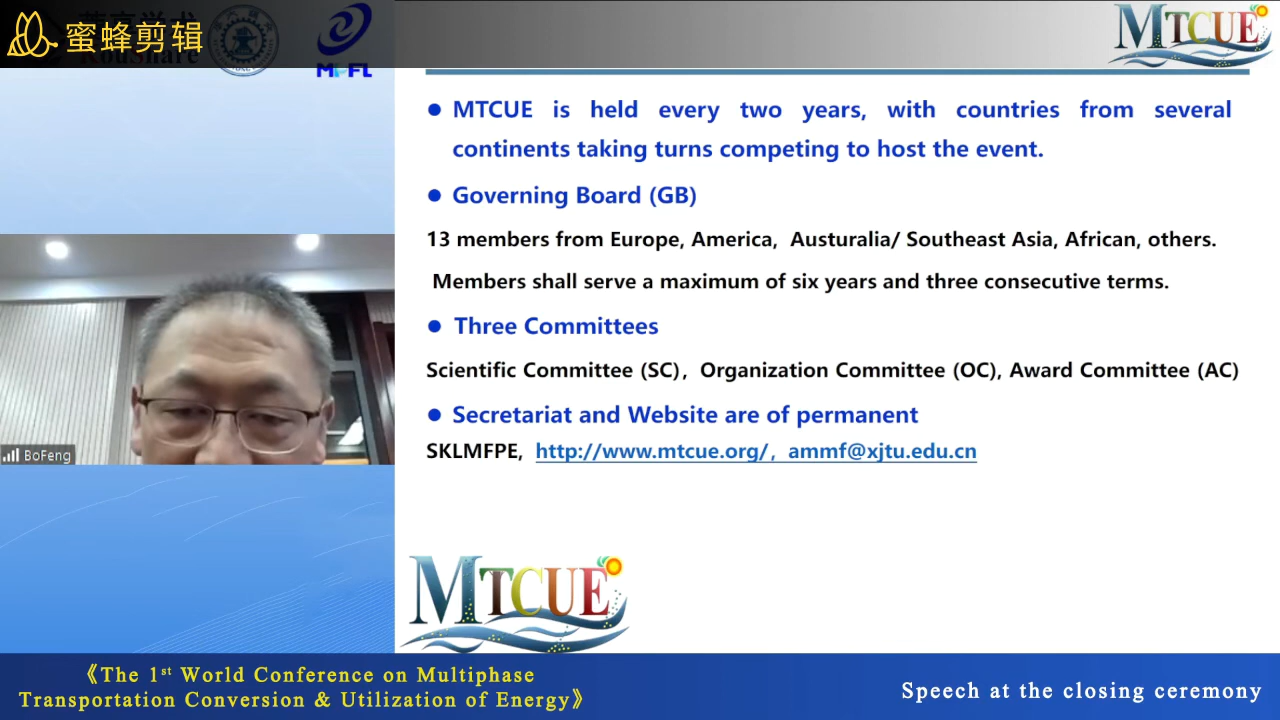 蜜蜂剪辑
MPFL
MTCUE
MTCUE is held every two years, with countries from several
continents taking turns competing to host the event.
Governing Board (GB)
13 members from Europe, America, Austuralia/ Southeast Asia, African, others.
Members shall serve a maximum of six years and three consecutive terms.
Three Committees
Scientific Committee (SC), Organization Committee (OC), Award Committee (AC)
Secretariat and Website are of permanent
SKLMFPE, http://www.mtcue.org/, ammf@xjtu.edu.cn
BoFeng
MTCUE
《The 1st World Conference on Multiphase
Transportation Conversion & Utilization of Energy》
Speech at the closing ceremony